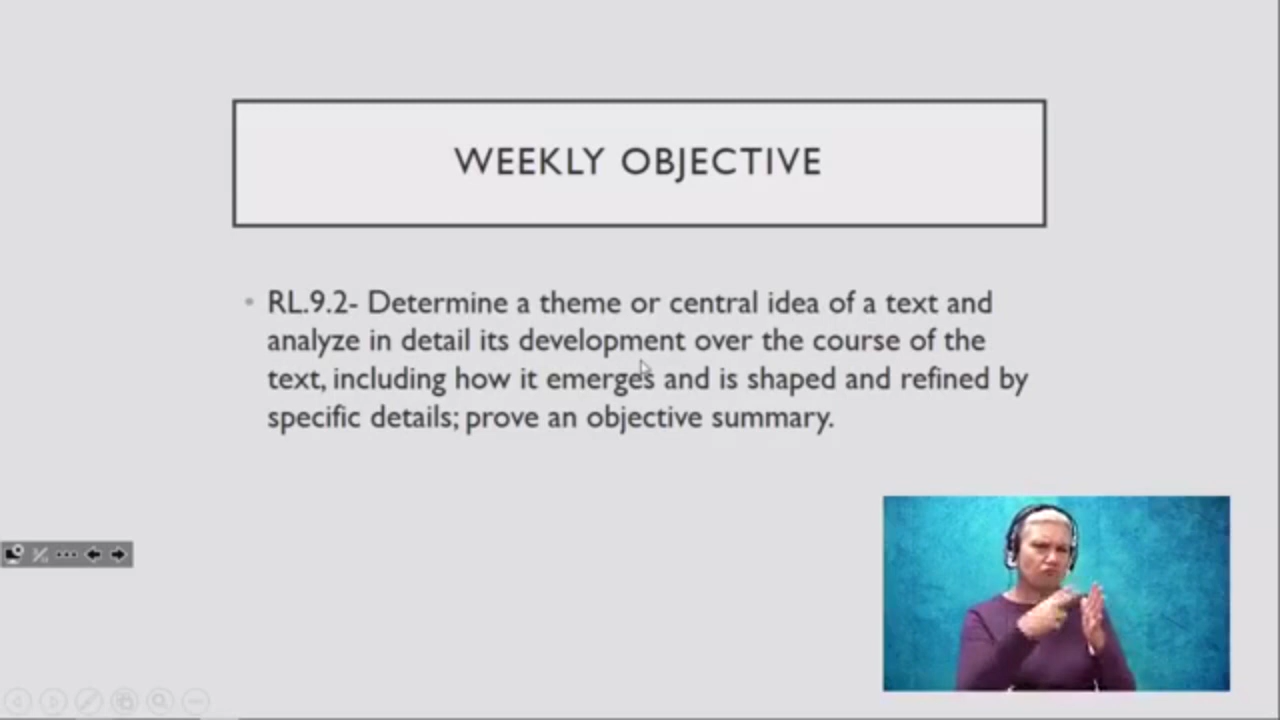 WEEKLY OBJECTIVE
• RL.9.2- Determine a theme or central idea of a text and
analyze in detail its development over the course of the
text, including how it emerges and is shaped and refined by
specific details; prove an objective summary.